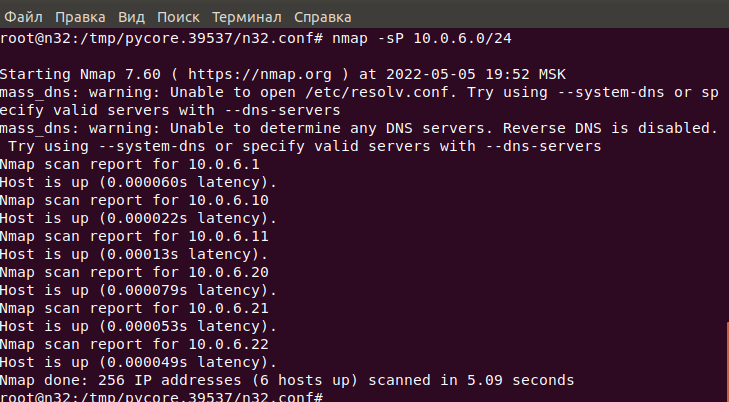 Файл Правка Вид Поиск Терминал Справка
root@n32:/tmp/pycore.39537/n32.conf# nmap -sP 10.0.6.0/24
Starting Nmap 7.60 ( https://nmap.org ) at 2022-05-05 19:52 MSK
mass_dns: warning: Unable to open /etc/resolv.conf. Try using --system-dns or sp
ecify valid servers with --dns-servers
mass_dns: warning: Unable to determine any DNS servers. Reverse DNS is disabled.
 Try using --system-dns or specify valid servers with --dns-servers
Nmap scan report for 10.0.6.1
Host is up (0.000060s latency).
Nmap scan report for 10.0.6.10
Host is up (0.000022s latency).
Nmap scan report for 10.0.6.11
Host is up (0.00013s latency).
Nmap scan report for 10.0.6.20
Host is up (0.000079s latency).
Nmap scan report for 10.0.6.21
Host is up (0.000053s latency).
Nmap scan report for 10.0.6.22
Host is up (0.000049s latency).
Nmap done: 256 IP addresses (6 hosts up) scanned in 5.09 seconds
root@n32:/tmp/pycore.39537/n32.conf#